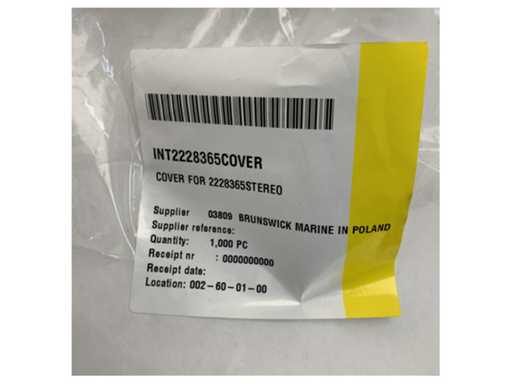 INT2228365COVER
COVER FOR 2228365STEREO
Supplier 03809 BRUNSWICK MARINE IN POLAND
Supplier reference:
Quantity: 1,000 PC
Receipt nr : 0000000000
Receipt date:
Location: 002-60-01-00